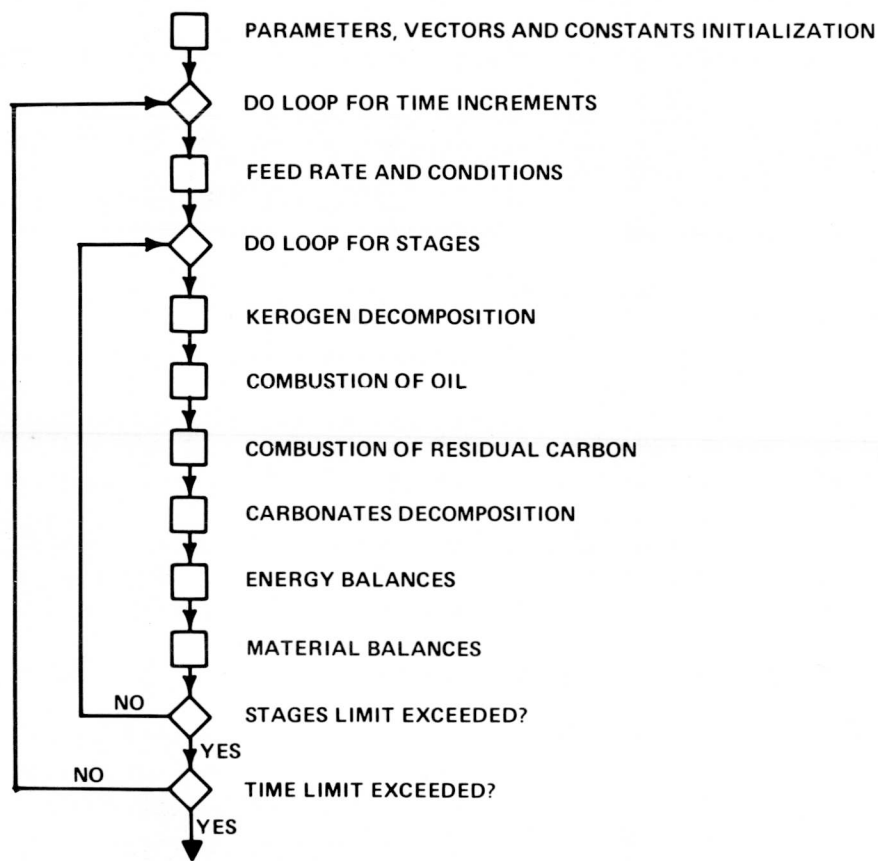 PARAMETERS, VECTORS AND CONSTANTS INITIALIZATION
DO LOOP FOR TIME INCREMENTS
FEED RATE AND CONDITIONS
DO LOOP FOR STAGES
KEROGEN DECOMPOSITION
COMBUSTION OF OIL
COMBUSTION OF RESIDUAL CARBON
CARBONATES DECOMPOSITION
ENERGY BALANCES
MATERIAL BALANCES
NO
STAGES LIMIT EXCEEDED?
YES
NO
TIME LIMIT EXCEEDED?
YES